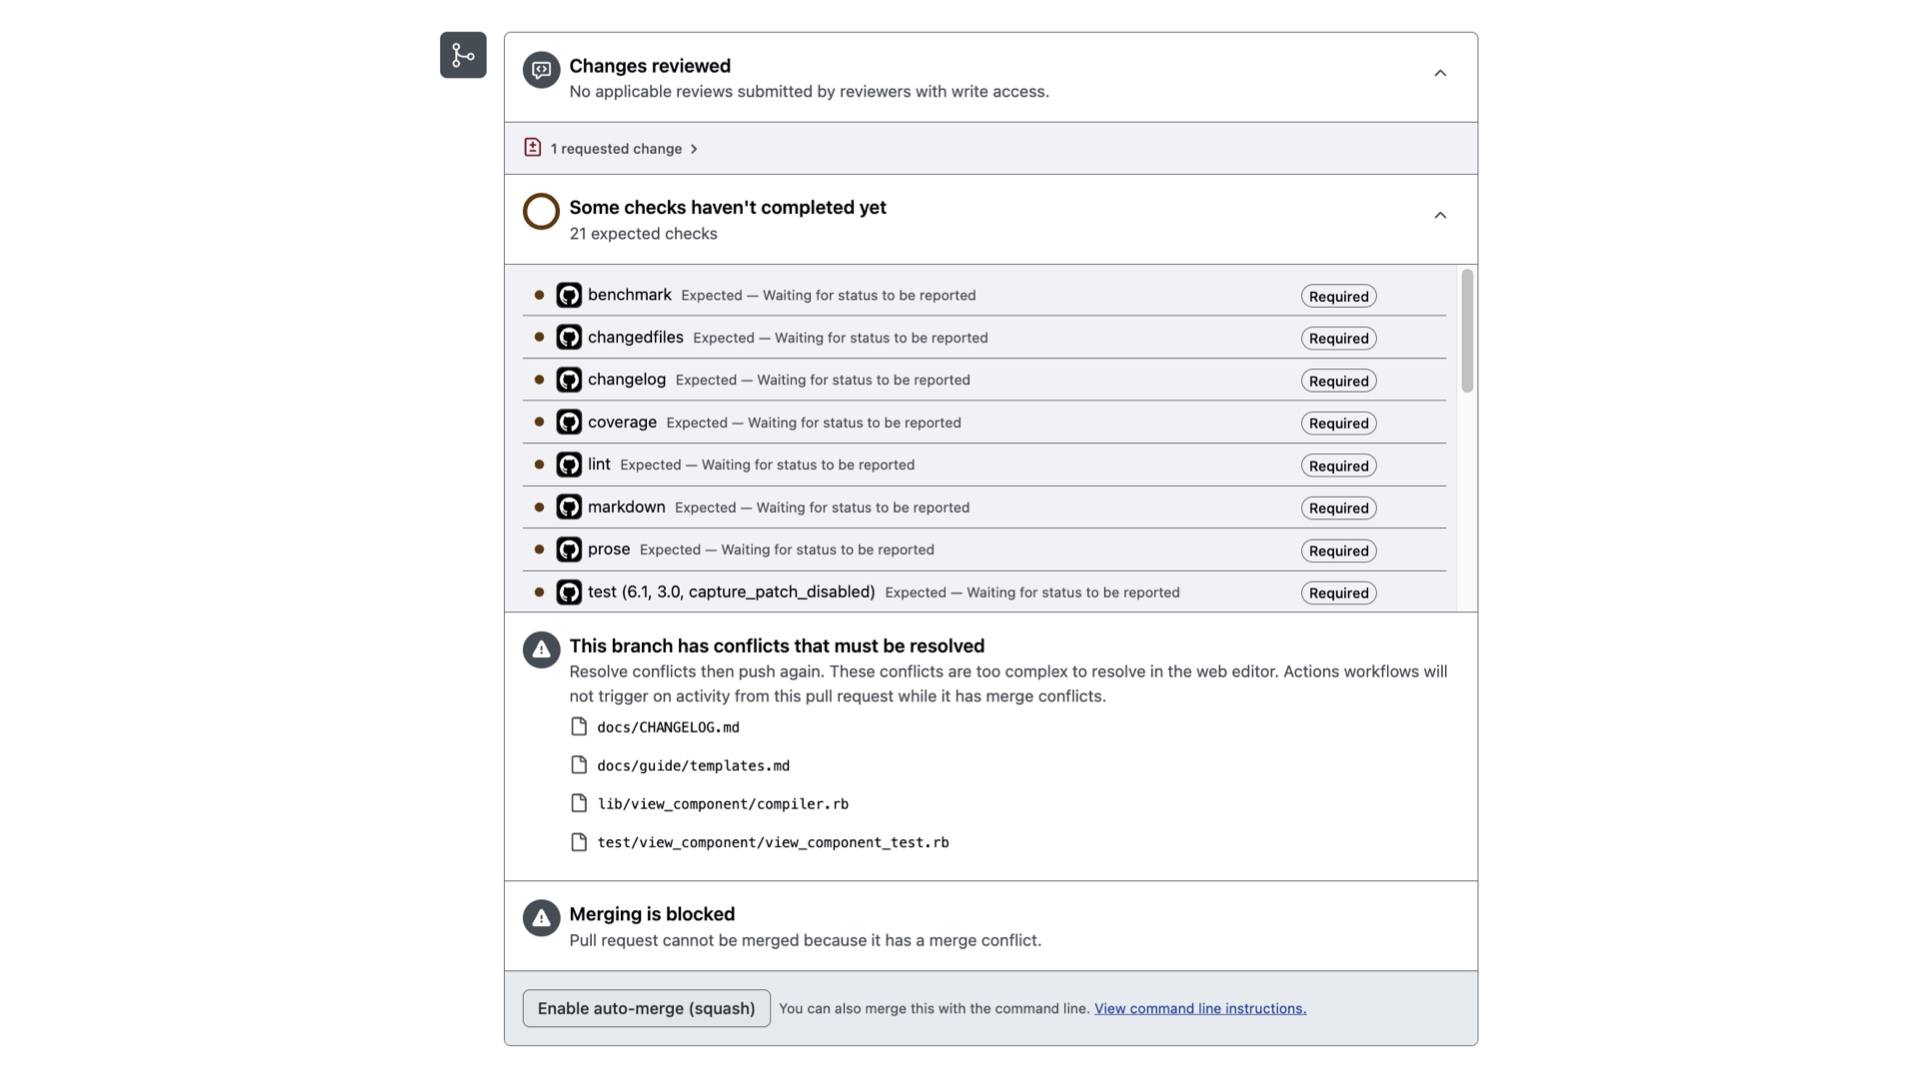 Changes reviewed
No applicable reviews submitted by reviewers with write access.
1 requested change
Some checks haven't completed yet
21 expected checks
benchmark Expected — Waiting for status to be reported Required
changedfiles Expected — Waiting for status to be reported Required
changelog Expected — Waiting for status to be reported Required
coverage Expected — Waiting for status to be reported Required
lint Expected — Waiting for status to be reported Required
markdown Expected — Waiting for status to be reported Required
prose Expected — Waiting for status to be reported Required
test (6.1, 3.0, capture_patch_disabled) Expected — Waiting for status to be reported Required
This branch has conflicts that must be resolved
Resolve conflicts then push again. These conflicts are too complex to resolve in the web editor. Actions workflows will
not trigger on activity from this pull request while it has merge conflicts.
docs/CHANGELOG.md
docs/guide/templates.md
lib/view_component/compiler.rb
test/view_component/view_component_test.rb
Merging is blocked
Pull request cannot be merged because it has a merge conflict.
Enable auto-merge (squash) You can also merge this with the command line. View command line instructions.